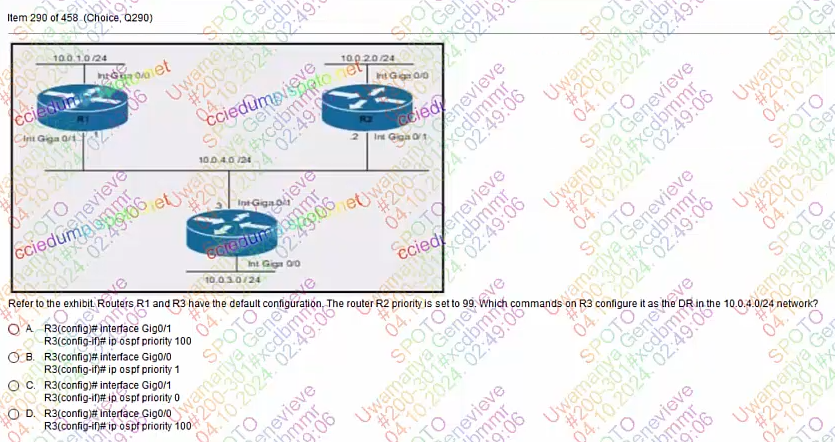 Item 290 of 458 (Choice, Q290)
10.0.1.0 /24
Int Giga 0/0
R1
Int Giga 0/1
.1
10.0.2.0 /24
Int Giga 0/0
R2
.2 Int Giga 0/1
10.0.4.0 /24
.3 Int Giga 0/1
Int Giga 0/0
10.0.3.0 / 24
Refer to the exhibit. Routers R1 and R3 have the default configuration. The router R2 priority is set to 99. Which commands on R3 configure it as the DR in the 10.0.4.0/24 network?
A. R3(config)# interface Gig0/1
R3(config-if)# ip ospf priority 100
B. R3(config)# interface Gig0/0
R3(config-if)# ip ospf priority 1
C. R3(config)# interface Gig0/1
R3(config-if)# ip ospf priority 0
D. R3(config)# interface Gig0/0
R3(config-if)# ip ospf priority 100